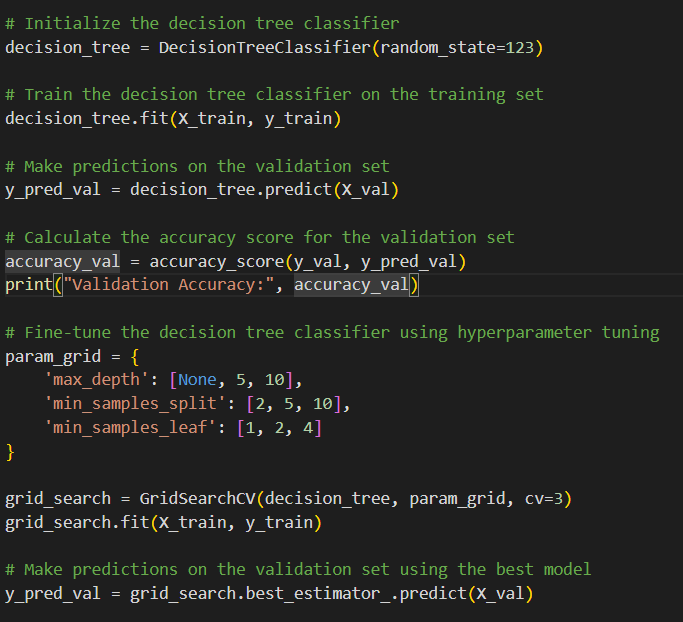 # Initialize the decision tree classifier
decision_tree = DecisionTreeClassifier(random_state=123)
# Train the decision tree classifier on the training set
decision_tree.fit(X_train, y_train)
# Make predictions on the validation set
y_pred_val = decision_tree.predict(X_val)
# Calculate the accuracy score for the validation set
accuracy_val = accuracy_score(y_val, y_pred_val)
print("Validation Accuracy:", accuracy_val)
# Fine-tune the decision tree classifier using hyperparameter tuning
param_grid = {
    'max_depth': [None, 5, 10],
    'min_samples_split': [2, 5, 10],
    'min_samples_leaf': [1, 2, 4]
}
grid_search = GridSearchCV(decision_tree, param_grid, cv=3)
grid_search.fit(X_train, y_train)
# Make predictions on the validation set using the best model
y_pred_val = grid_search.best_estimator_.predict(X_val)